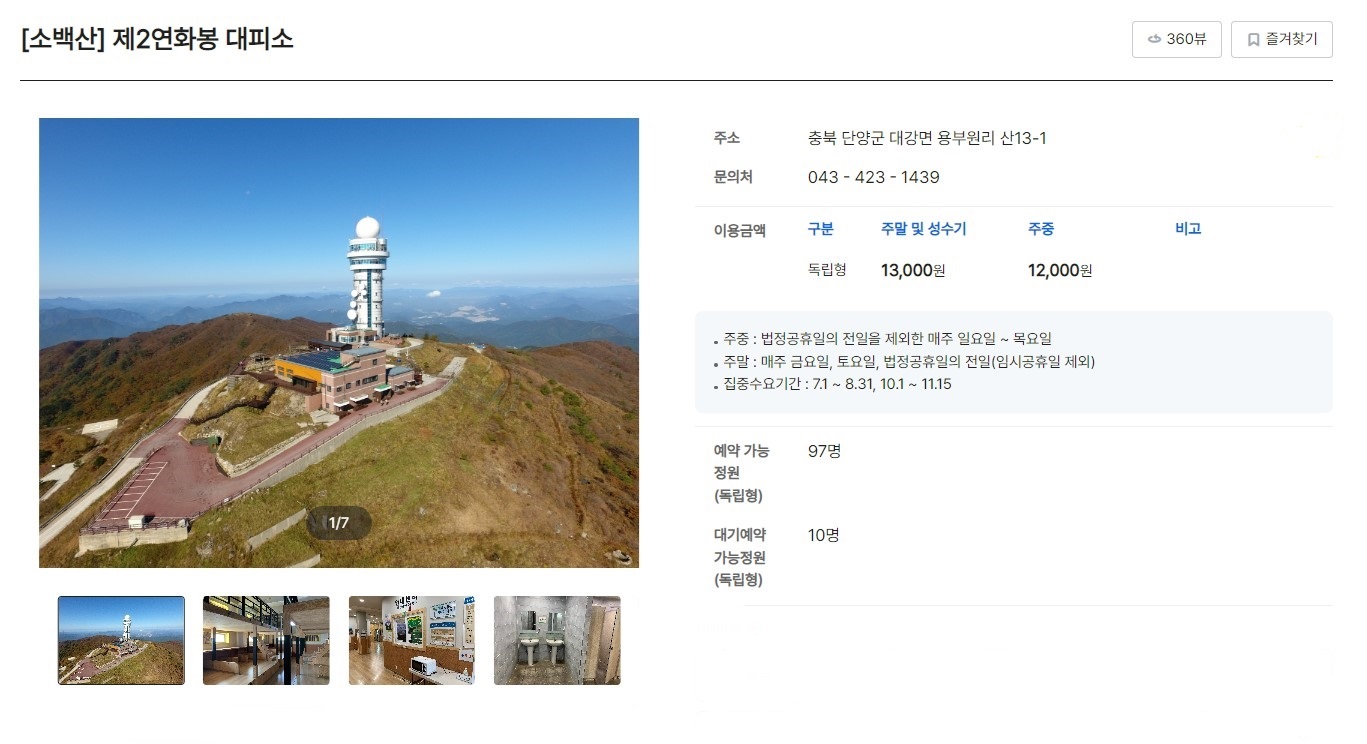 [소백산] 제2연화봉 대피소
360뷰
즐겨찾기
주소 충북 단양군 대강면 용부원리 산13-1
문의처 043 - 423 - 1439
이용금액 구분 주말 및 성수기 주중 비고
독립형 13,000원 12,000원
주중 : 법정공휴일의 전일을 제외한 매주 일요일 ~ 목요일
주말 : 매주 금요일, 토요일, 법정공휴일의 전일(임시공휴일 제외)
집중수요기간 : 7.1 ~ 8.31, 10.1 ~ 11.15
예약 가능 97명
정원
(독립형)
대기예약 10명
가능정원
(독립형)
1/7